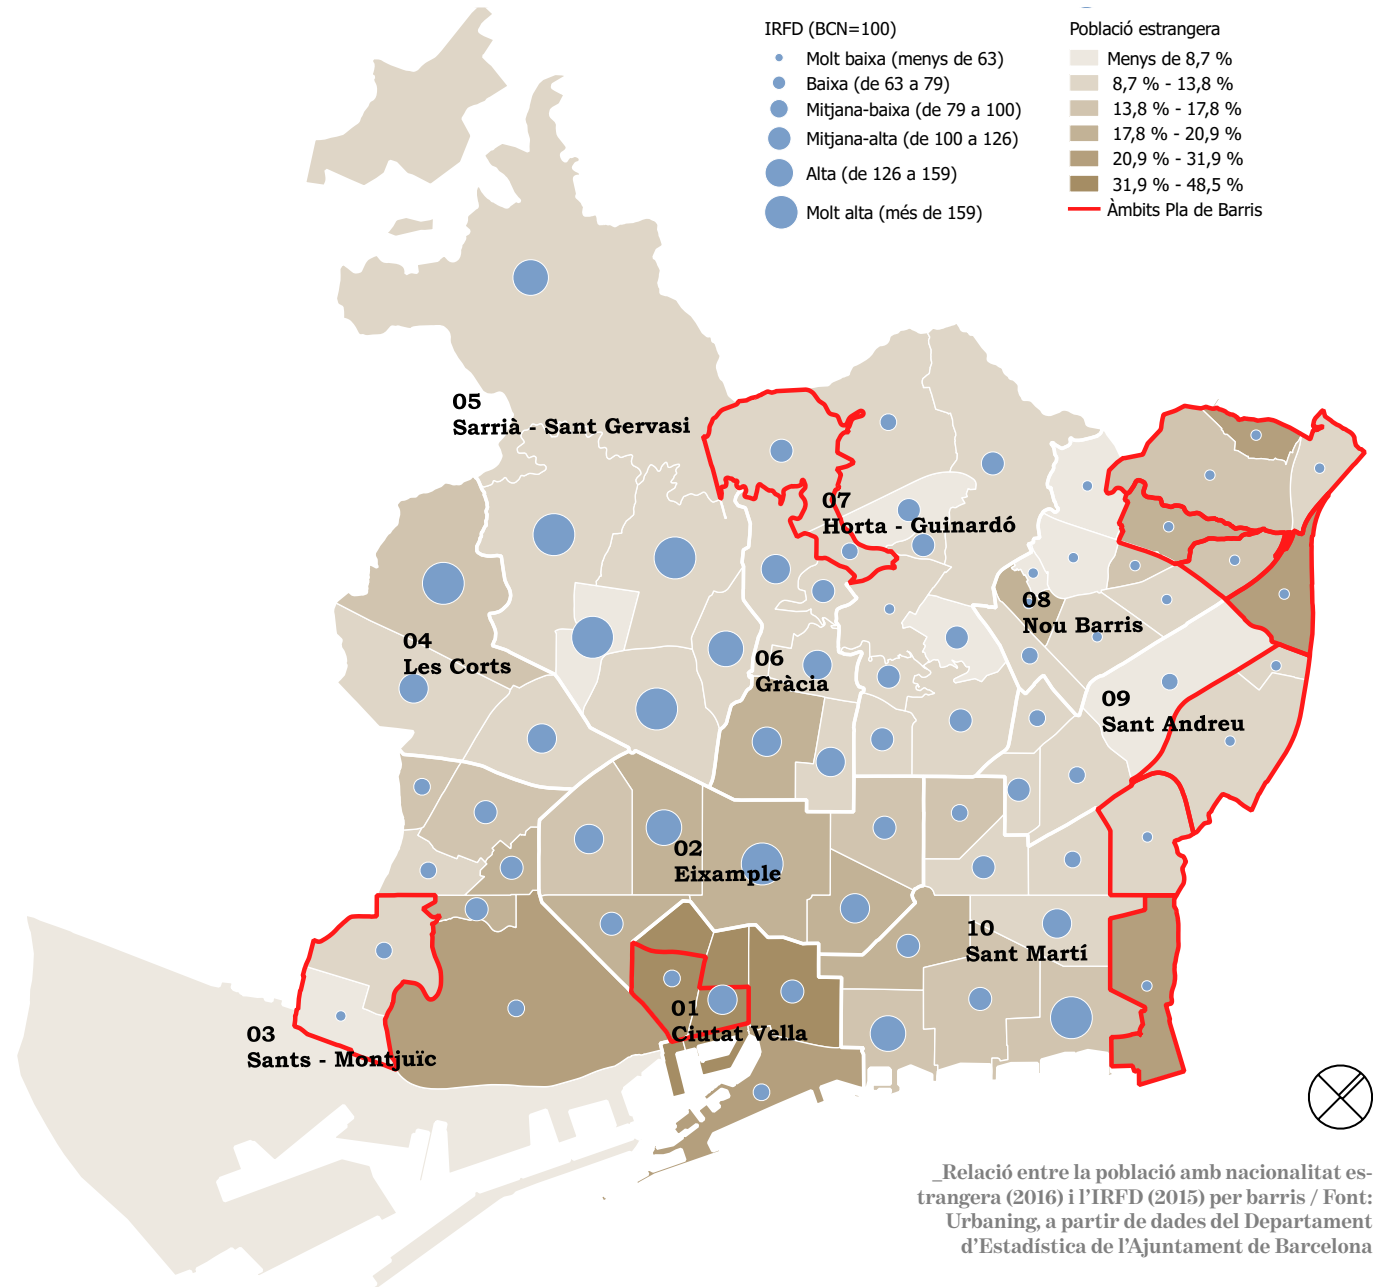 IRFD (BCN=100)
Molt baixa (menys de 63)
Baixa (de 63 a 79)
Mitjana-baixa (de 79 a 100)
Mitjana-alta (de 100 a 126)
Alta (de 126 a 159)
Molt alta (més de 159)
Població estrangera
Menys de 8,7 %
8,7 % - 13,8 %
13,8 % - 17,8 %
17,8 % - 20,9 %
20,9 % - 31,9 %
31,9 % - 48,5 %
Àmbits Pla de Barris
05
Sarrià - Sant Gervasi
07
Horta - Guinardó
08
Nou Barris
04
Les Corts
06
Gràcia
09
Sant Andreu
02
Eixample
10
Sant Martí
01
Ciutat Vella
03
Sants - Montjuïc
_Relació entre la població amb nacionalitat es-
trangera (2016) i l'IRFD (2015) per barris / Font:
Urbaning, a partir de dades del Departament
d'Estadística de l'Ajuntament de Barcelona